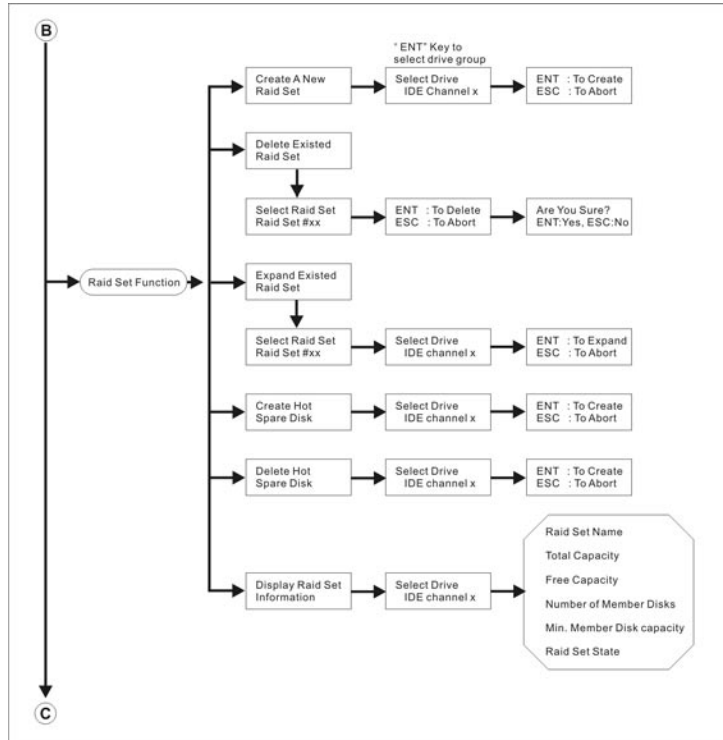 B
" ENT" Key to
select drive group
Create A New
Raid Set
Select Drive
IDE Channel x
ENT : To Create
ESC : To Abort
Delete Existed
Raid Set
Select Raid Set
Raid Set #xx
ENT : To Delete
ESC : To Abort
Are You Sure?
ENT:Yes, ESC:No
Raid Set Function
Expand Existed
Raid Set
Select Raid Set
Raid Set #xx
Select Drive
IDE channel x
ENT : To Expand
ESC : To Abort
Create Hot
Spare Disk
Select Drive
IDE channel x
ENT : To Create
ESC : To Abort
Delete Hot
Spare Disk
Select Drive
IDE channel x
ENT : To Create
ESC : To Abort
Display Raid Set
Information
Select Drive
IDE channel x
Raid Set Name
Total Capacity
Free Capacity
Number of Member Disks
Min. Member Disk capacity
Raid Set State
C